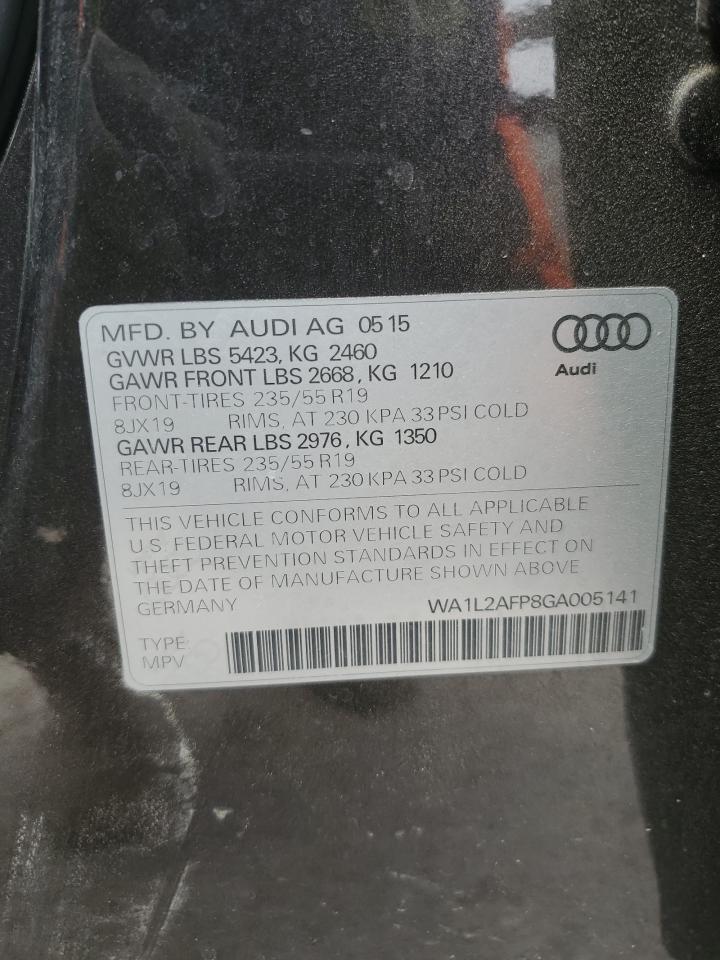 MFD. BY AUDI AG 05 15
GVWR LBS 5423, KG 2460
GAWR FRONT LBS 2668, KG 1210
FRONT-TIRES 235/55 R19
8JX19 RIMS, AT 230 KPA 33 PSI COLD
GAWR REAR LBS 2976, KG 1350
REAR-TIRES 235/55 R19
8JX19 RIMS, AT 230 KPA 33 PSI COLD
Audi
THIS VEHICLE CONFORMS TO ALL APPLICABLE
U.S. FEDERAL MOTOR VEHICLE SAFETY AND
THEFT PREVENTION STANDARDS IN EFFECT ON
THE DATE OF MANUFACTURE SHOWN ABOVE
GERMANY WA1L2AFP8GA005141
TYPE:
MPV